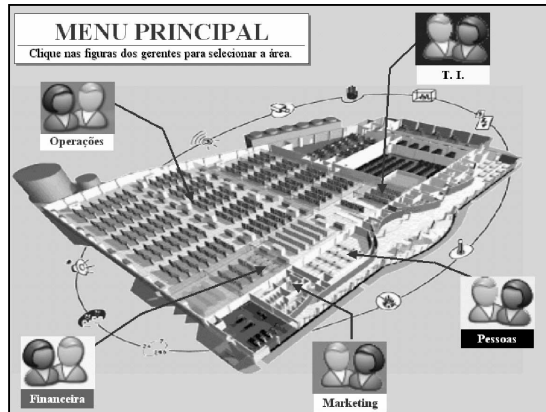 MENU PRINCIPAL
Clique nas figuras dos gerentes para selecionar a área.
T. I.
Operações
Pessoas
Financeira
Marketing